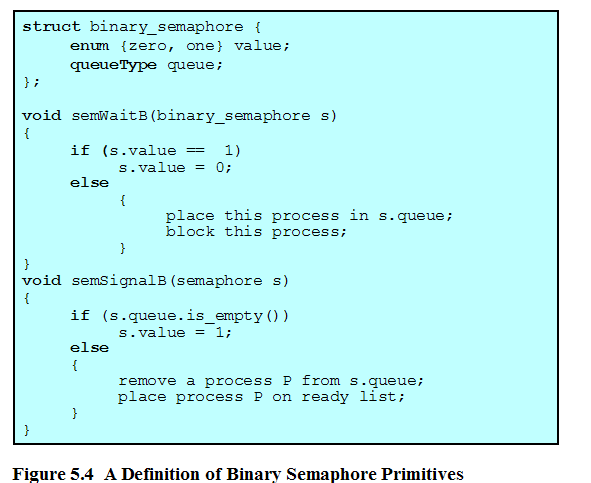 struct binary_semaphore {
enum {zero, one} value;
queueType queue;
};
void semWaitB(binary_semaphore s)
{
if (s.value == 1)
s.value = 0;
else
{
place this process in s.queue;
block this process;
}
}
void semSignalB(semaphore s)
{
if (s.queue.is_empty())
s.value = 1;
else
{
remove a process P from s.queue;
place process P on ready list;
}
}
Figure 5.4 A Definition of Binary Semaphore Primitives